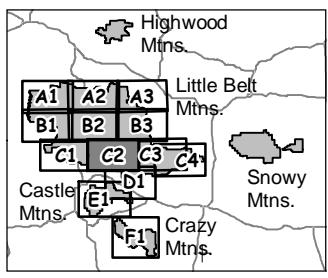 Highwood
Mtns.
Little Belt
Mtns.
A1 A2 A3
B1 B2 B3
C1 C2 C3 C4
D1
E1
F1
Castle
Mtns.
Crazy
Mtns.
Snowy
Mtns.